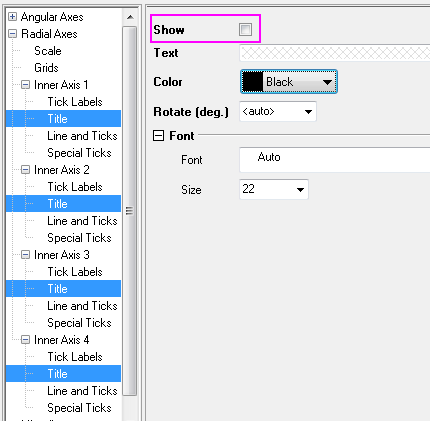 Angular Axes
Radial Axes
Scale
Grids
Inner Axis 1
Tick Labels
Title
Line and Ticks
Special Ticks
Inner Axis 2
Tick Labels
Title
Line and Ticks
Special Ticks
Inner Axis 3
Tick Labels
Title
Line and Ticks
Special Ticks
Inner Axis 4
Tick Labels
Title
Line and Ticks
Special Ticks
Show
Text
Color Black
Rotate (deg.) <auto>
Font
Font Auto
Size 22